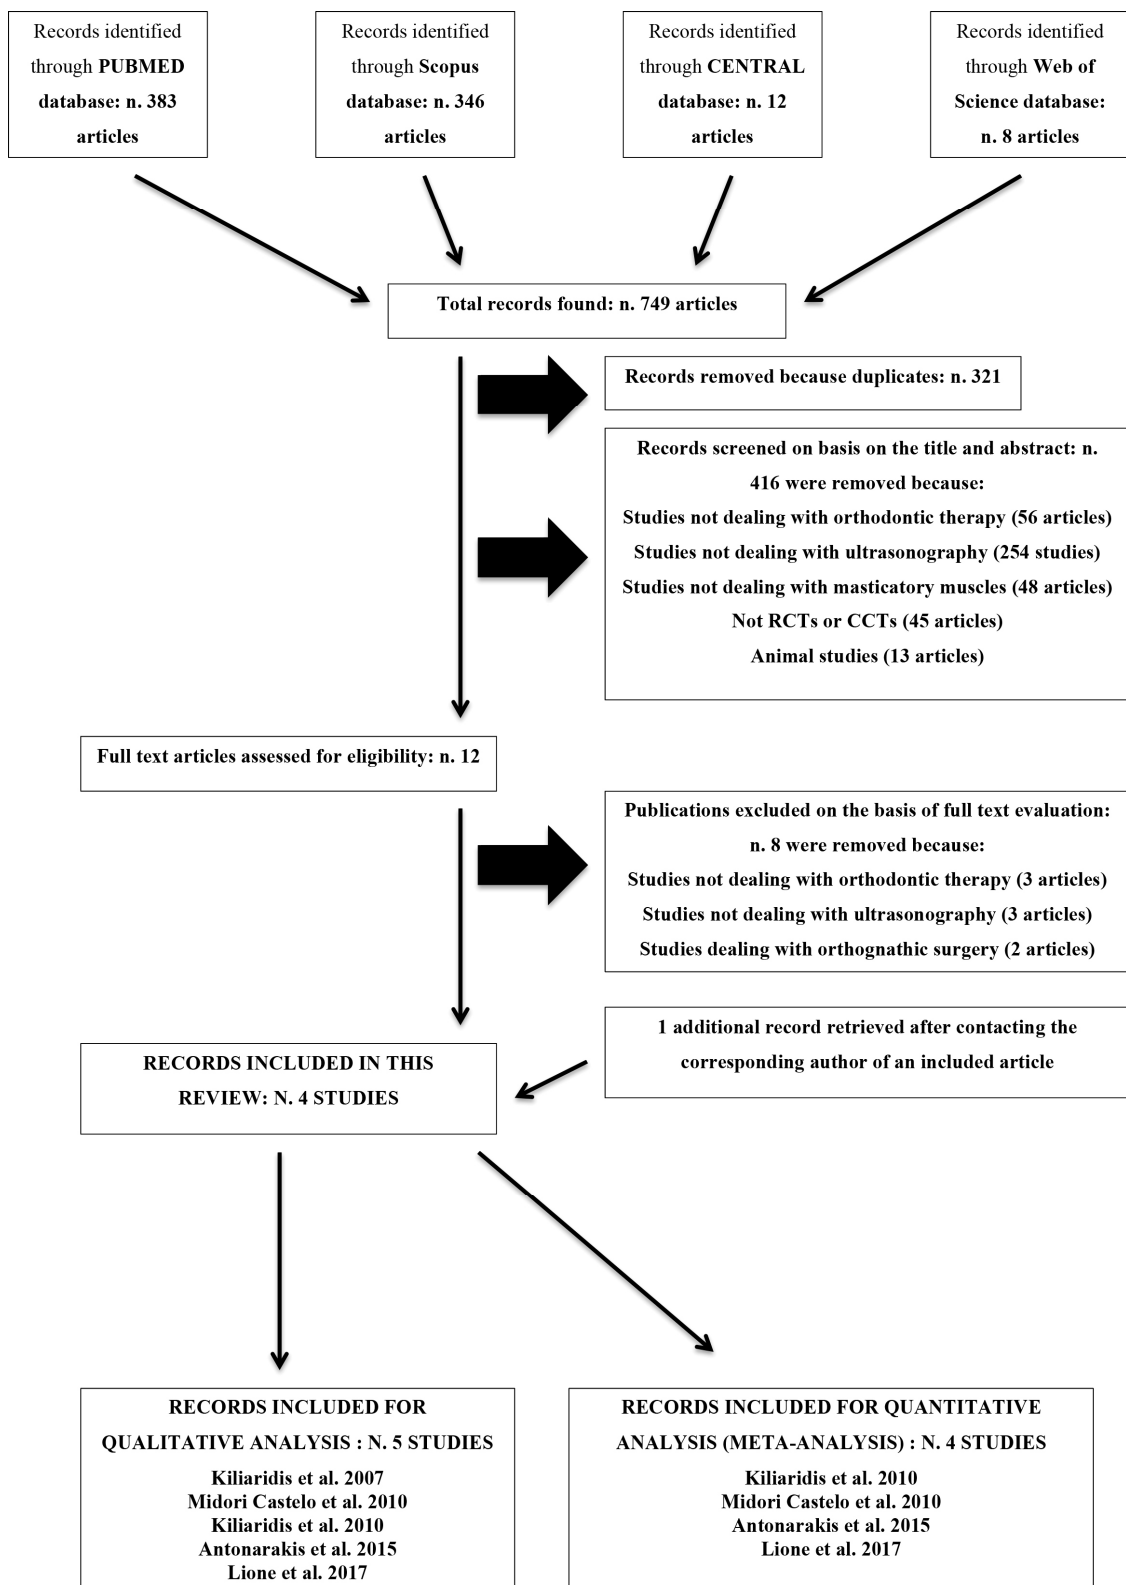 Records identified
through PUBMED
database: n. 383
articles
Records identified
through Scopus
database: n. 346
articles
Records identified
through CENTRAL
database: n. 12
articles
Records identified
through Web of
Science database:
n. 8 articles
Total records found: n. 749 articles
Records removed because duplicates: n. 321
Records screened on basis on the title and abstract: n.
416 were removed because:
Studies not dealing with orthodontic therapy (56 articles)
Studies not dealing with ultrasonography (254 studies)
Studies not dealing with masticatory muscles (48 articles)
Not RCTs or CCTs (45 articles)
Animal studies (13 articles)
Full text articles assessed for eligibility: n. 12
Publications excluded on the basis of full text evaluation:
n. 8 were removed because:
Studies not dealing with orthodontic therapy (3 articles)
Studies not dealing with ultrasonography (3 articles)
Studies dealing with orthognathic surgery (2 articles)
1 additional record retrieved after contacting the
corresponding author of an included article
RECORDS INCLUDED IN THIS
REVIEW: N. 4 STUDIES
RECORDS INCLUDED FOR
QUALITATIVE ANALYSIS : N. 5 STUDIES
Kiliaridis et al. 2007
Midori Castelo et al. 2010
Kiliaridis et al. 2010
Antonarakis et al. 2015
Lione et al. 2017
RECORDS INCLUDED FOR QUANTITATIVE
ANALYSIS (META-ANALYSIS) : N. 4 STUDIES
Kiliaridis et al. 2010
Midori Castelo et al. 2010
Antonarakis et al. 2015
Lione et al. 2017